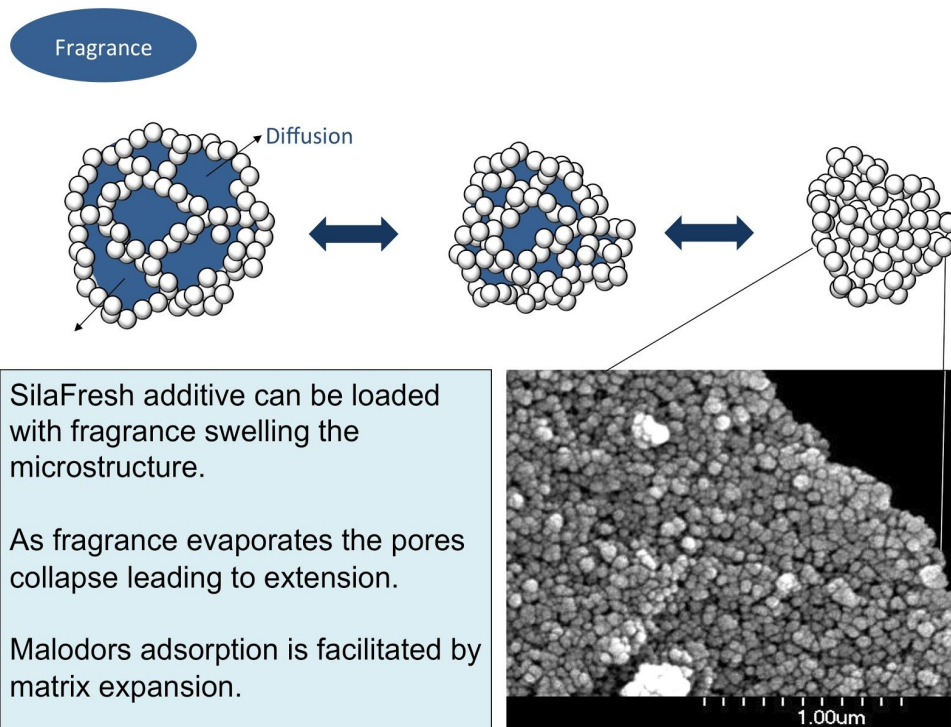 Fragrance
Diffusion
SilaFresh additive can be loaded
with fragrance swelling the
microstructure.
As fragrance evaporates the pores
collapse leading to extension.
Malodors adsorption is facilitated by
matrix expansion.
1.00um